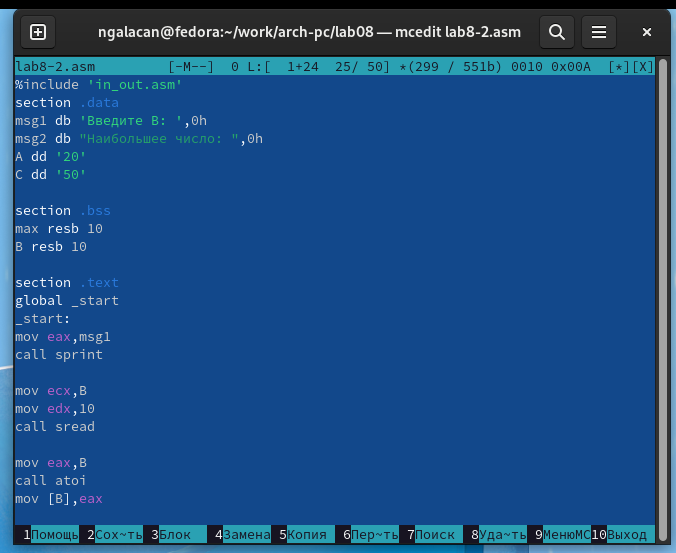 ngalacan@fedora:~/work/arch-pc/lab08 — mcedit lab8-2.asm
lab8-2.asm [-M--] 0 L:[ 1+24 25/ 50] *(299 / 551b) 0010 0x00A [*][X]
%include 'in_out.asm'
section .data
msg1 db 'Введите B: ',0h
msg2 db "Наибольшее число: ",0h
A dd '20'
C dd '50'
section .bss
max resb 10
B resb 10
section .text
global _start
_start:
mov eax,msg1
call sprint
mov ecx,B
mov edx,10
call sread
mov eax,B
call atoi
mov [B],eax
1Помощь 2Сох~ть 3Блок 4Замена 5Копия 6Пер~ть 7Поиск 8Уда~ть 9МенюMC 10Выход